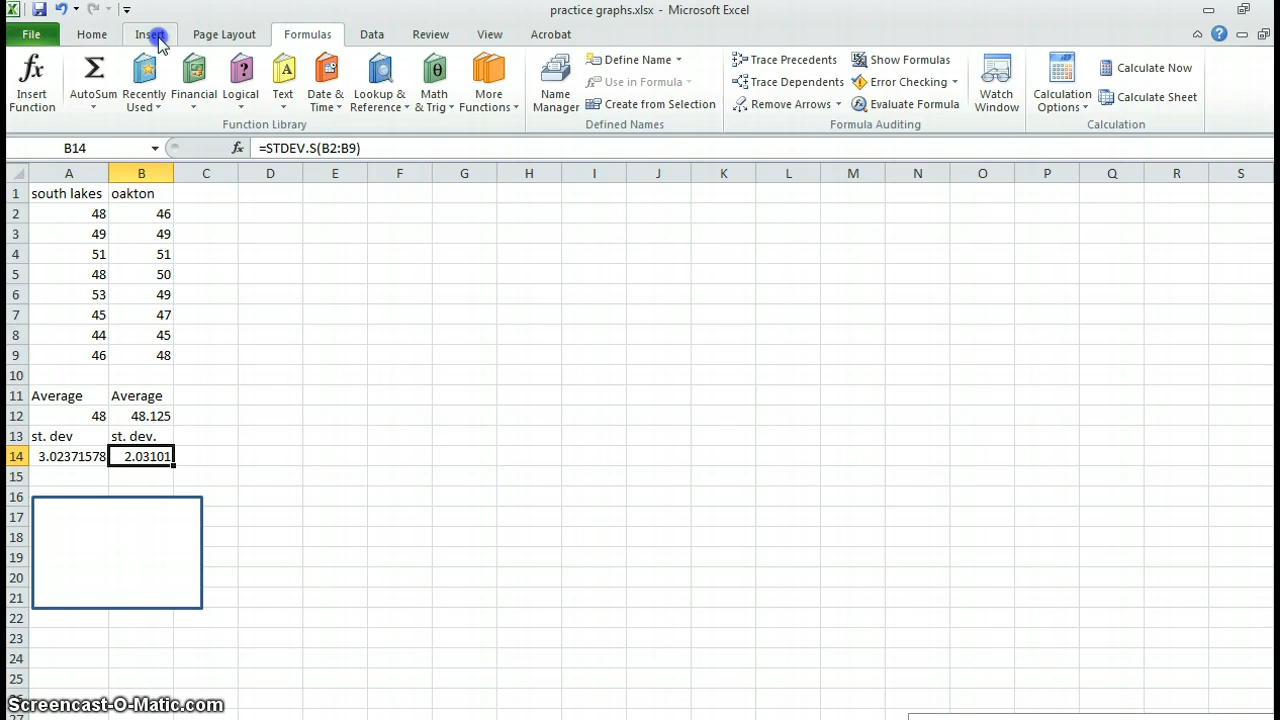 practice graphs.xlsx - Microsoft Excel
File Home Insert Page Layout Formulas Data Review View Acrobat
Insert Function
AutoSum
Recently Used
Financial
Logical
Text
Date & Time
Lookup & Reference
Math & Trig
More Functions
Function Library
Name Manager
Define Name
Use in Formula
Create from Selection
Defined Names
Trace Precedents
Trace Dependents
Remove Arrows
Show Formulas
Error Checking
Evaluate Formula
Formula Auditing
Watch Window
Calculation Options
Calculate Now
Calculate Sheet
Calculation
B14 fx =STDEV.S(B2:B9)
A B C D E F G H I J K L M N O P Q R S
1 south lakes oakton
2 48 46
3 49 49
4 51 51
5 48 50
6 53 49
7 45 47
8 44 45
9 46 48
10
11 Average Average
12 48 48.125
13 st. dev st. dev.
14 3.02371578 2.03101
15
16
17
18
19
20
21
22
23
24
25
Screencast-O-Matic.com
27